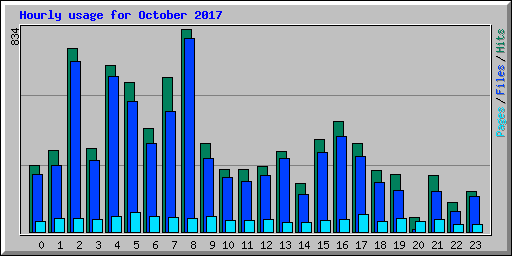 Hourly usage for October 2017
834
Pages / Files / Hits
0 1 2 3 4 5 6 7 8 9 10 11 12 13 14 15 16 17 18 19 20 21 22 23